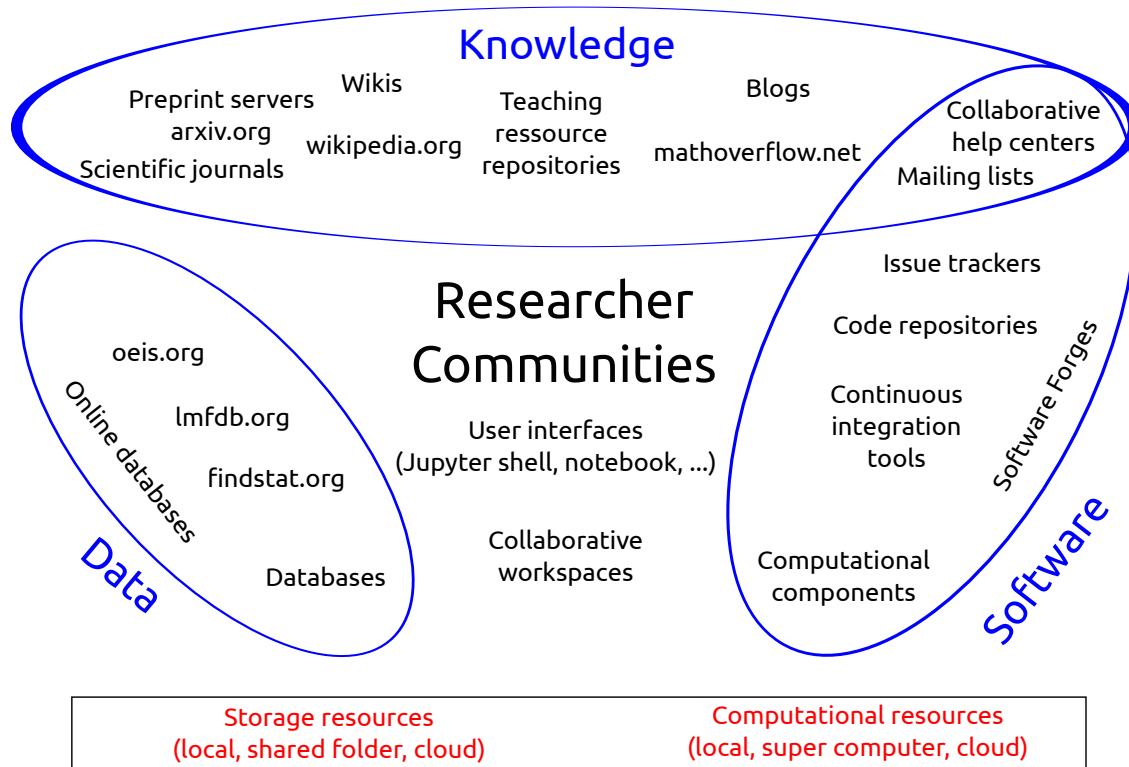 Knowledge
Wikis
Preprint servers
arxiv.org
Scientific journals
wikipedia.org
Teaching
ressource
repositories
Blogs
mathoverflow.net
Collaborative
help centers
Mailing lists
Researcher
Communities
User interfaces
(Jupyter shell, notebook, ...)
Collaborative
workspaces
oeis.org
lmfdb.org
findstat.org
Online databases
Databases
Data
Issue trackers
Code repositories
Continuous
integration
tools
Software Forges
Computational
components
Software
Storage resources
(local, shared folder, cloud)
Computational resources
(local, super computer, cloud)